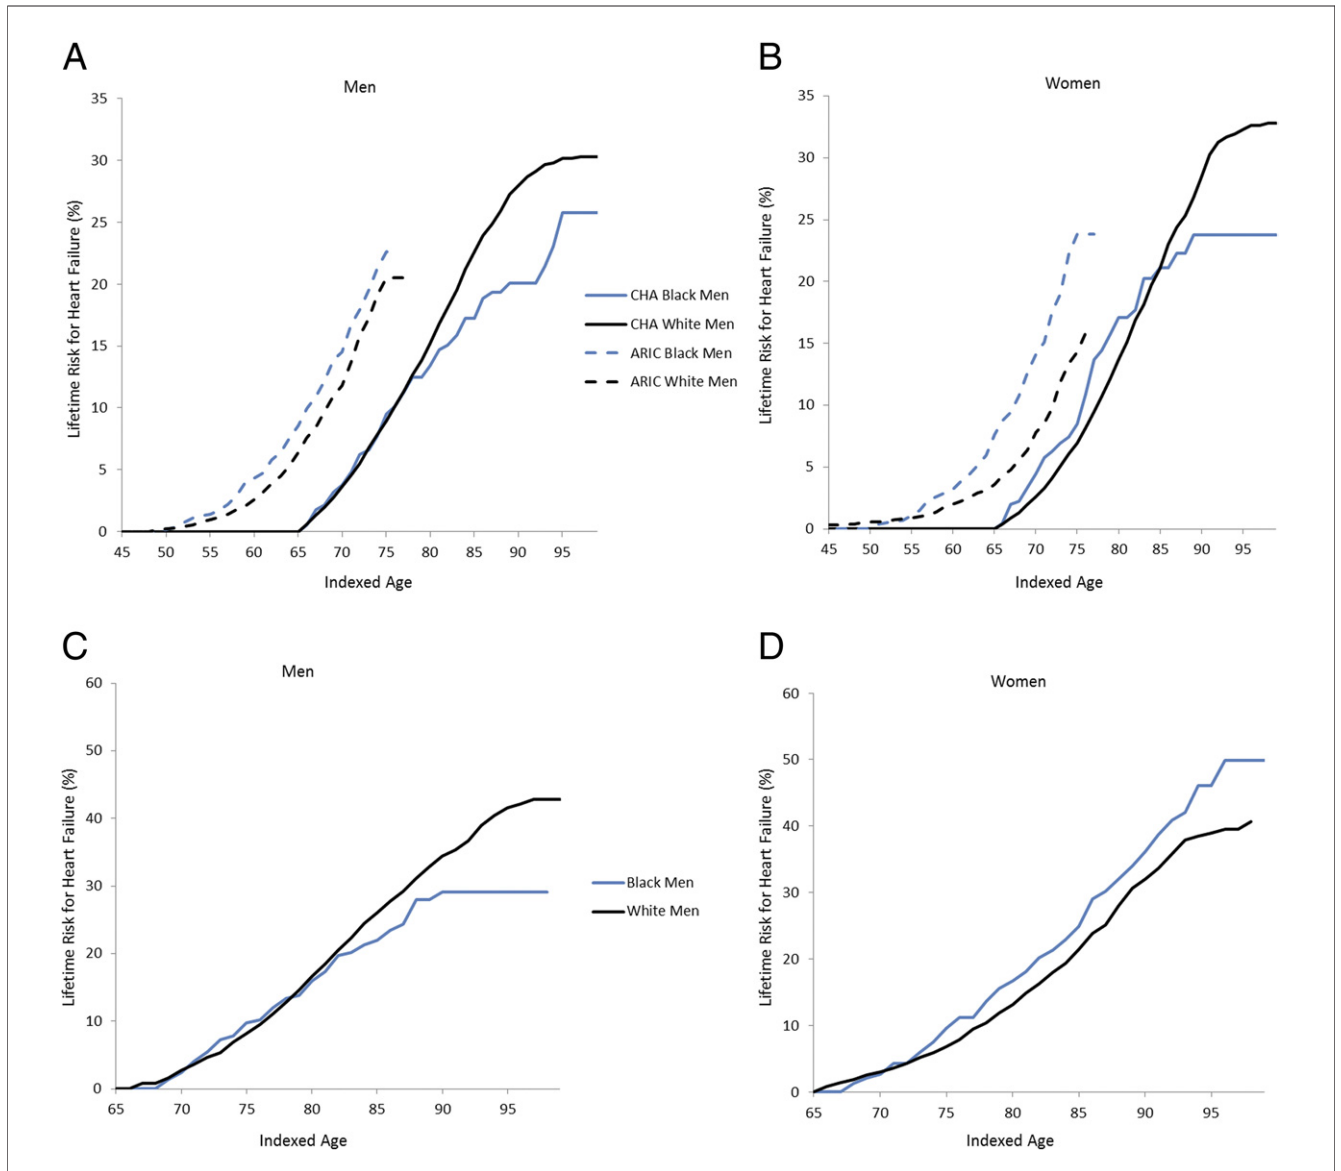 A
Men
Lifetime Risk for Heart Failure (%)
35
30
25
20
15
10
5
0
45 50 55 60 65 70 75 80 85 90 95
Indexed Age
CHA Black Men
CHA White Men
ARIC Black Men
ARIC White Men
B
Women
Lifetime Risk for Heart Failure (%)
35
30
25
20
15
10
5
0
45 50 55 60 65 70 75 80 85 90 95
Indexed Age
C
Men
Lifetime Risk for Heart Failure (%)
60
50
40
30
20
10
0
65 70 75 80 85 90 95
Indexed Age
Black Men
White Men
D
Women
Lifetime Risk for Heart Failure (%)
60
50
40
30
20
10
0
65 70 75 80 85 90 95
Indexed Age